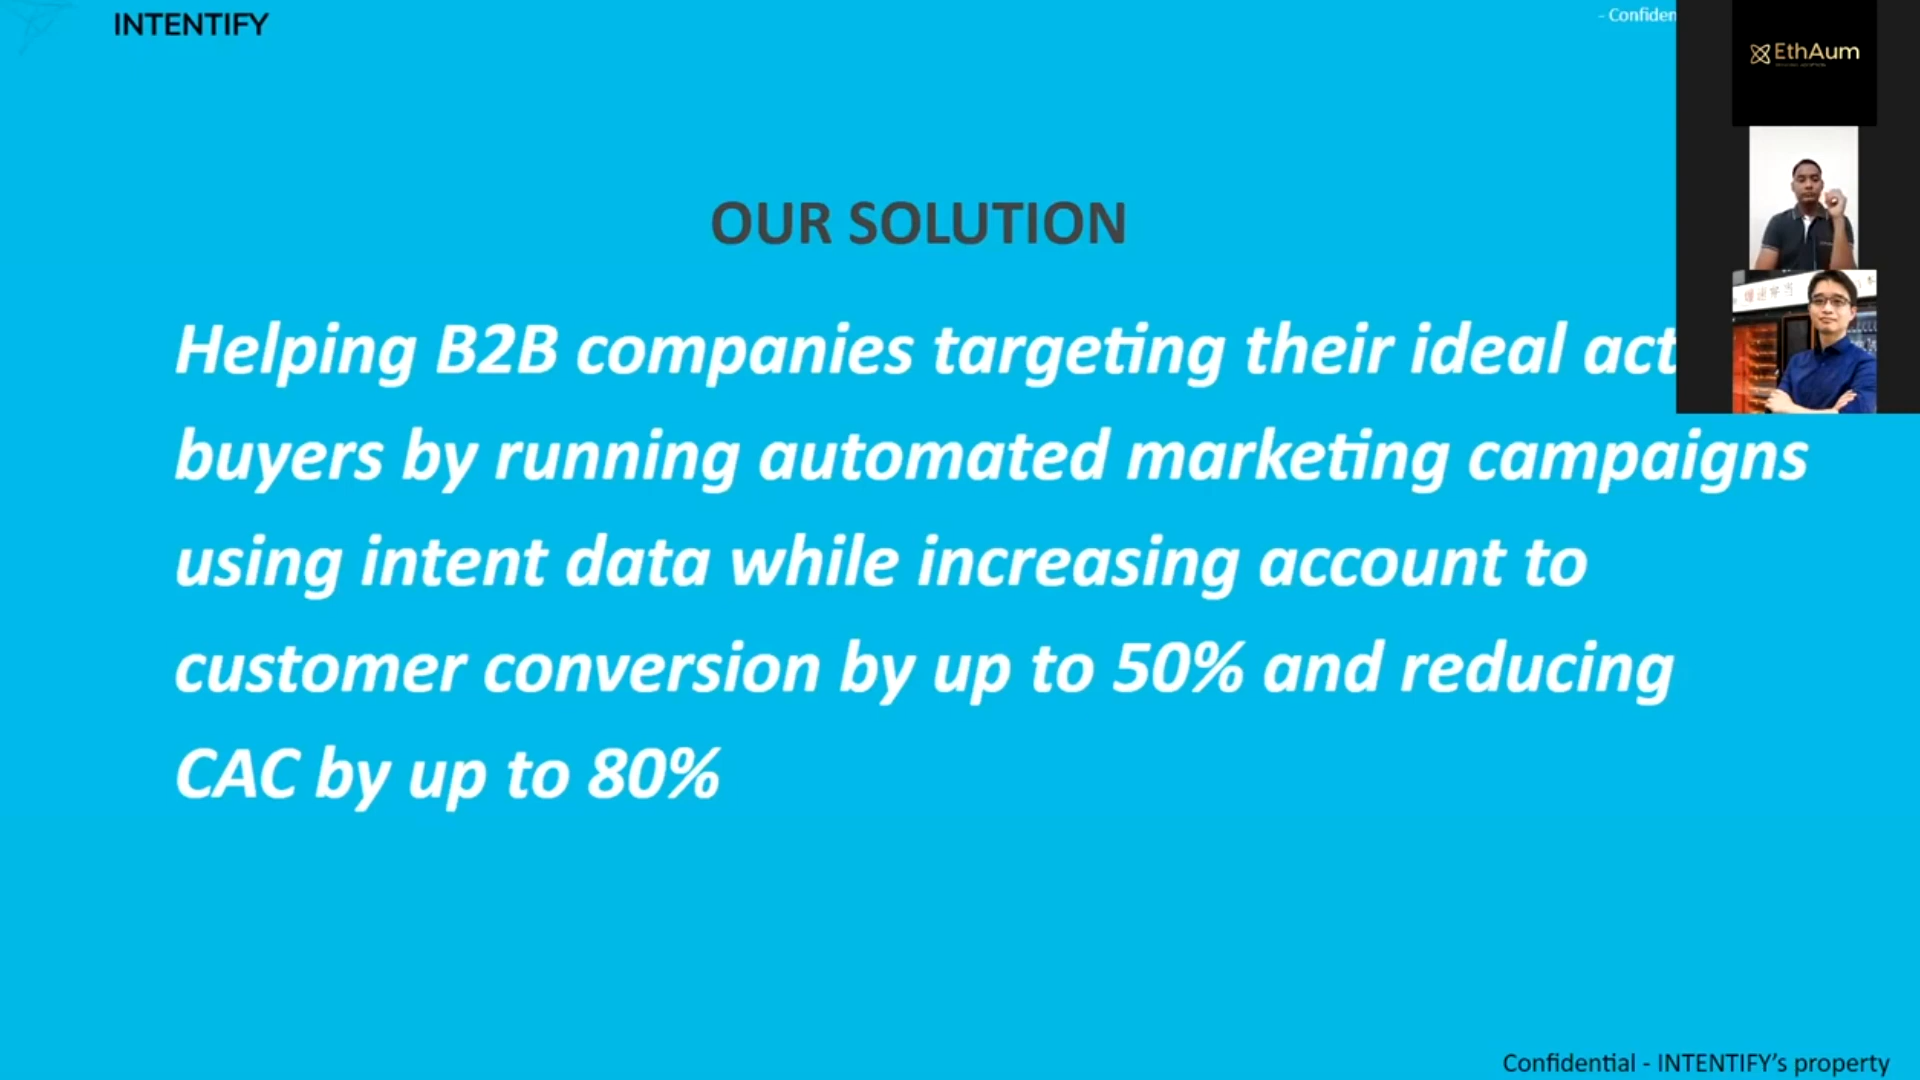 INTENTIFY
- Confiden
EthAum
OUR SOLUTION
Helping B2B companies targeting their ideal act
buyers by running automated marketing campaigns
using intent data while increasing account to
customer conversion by up to 50% and reducing
CAC by up to 80%
Confidential - INTENTIFY’s property